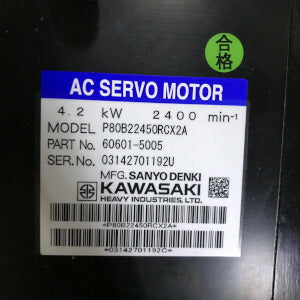 合格
AC SERVO MOTOR
4.2 kW 2400 min-1
MODEL P80B22450RCX2A
PART No. 60601-5005
SER.No. 03142701192U
MFG. SANYO DENKI
KAWASAKI
HEAVY INDUSTRIES, LTD.
*P80B22450RCX2A*
*03142701192C*